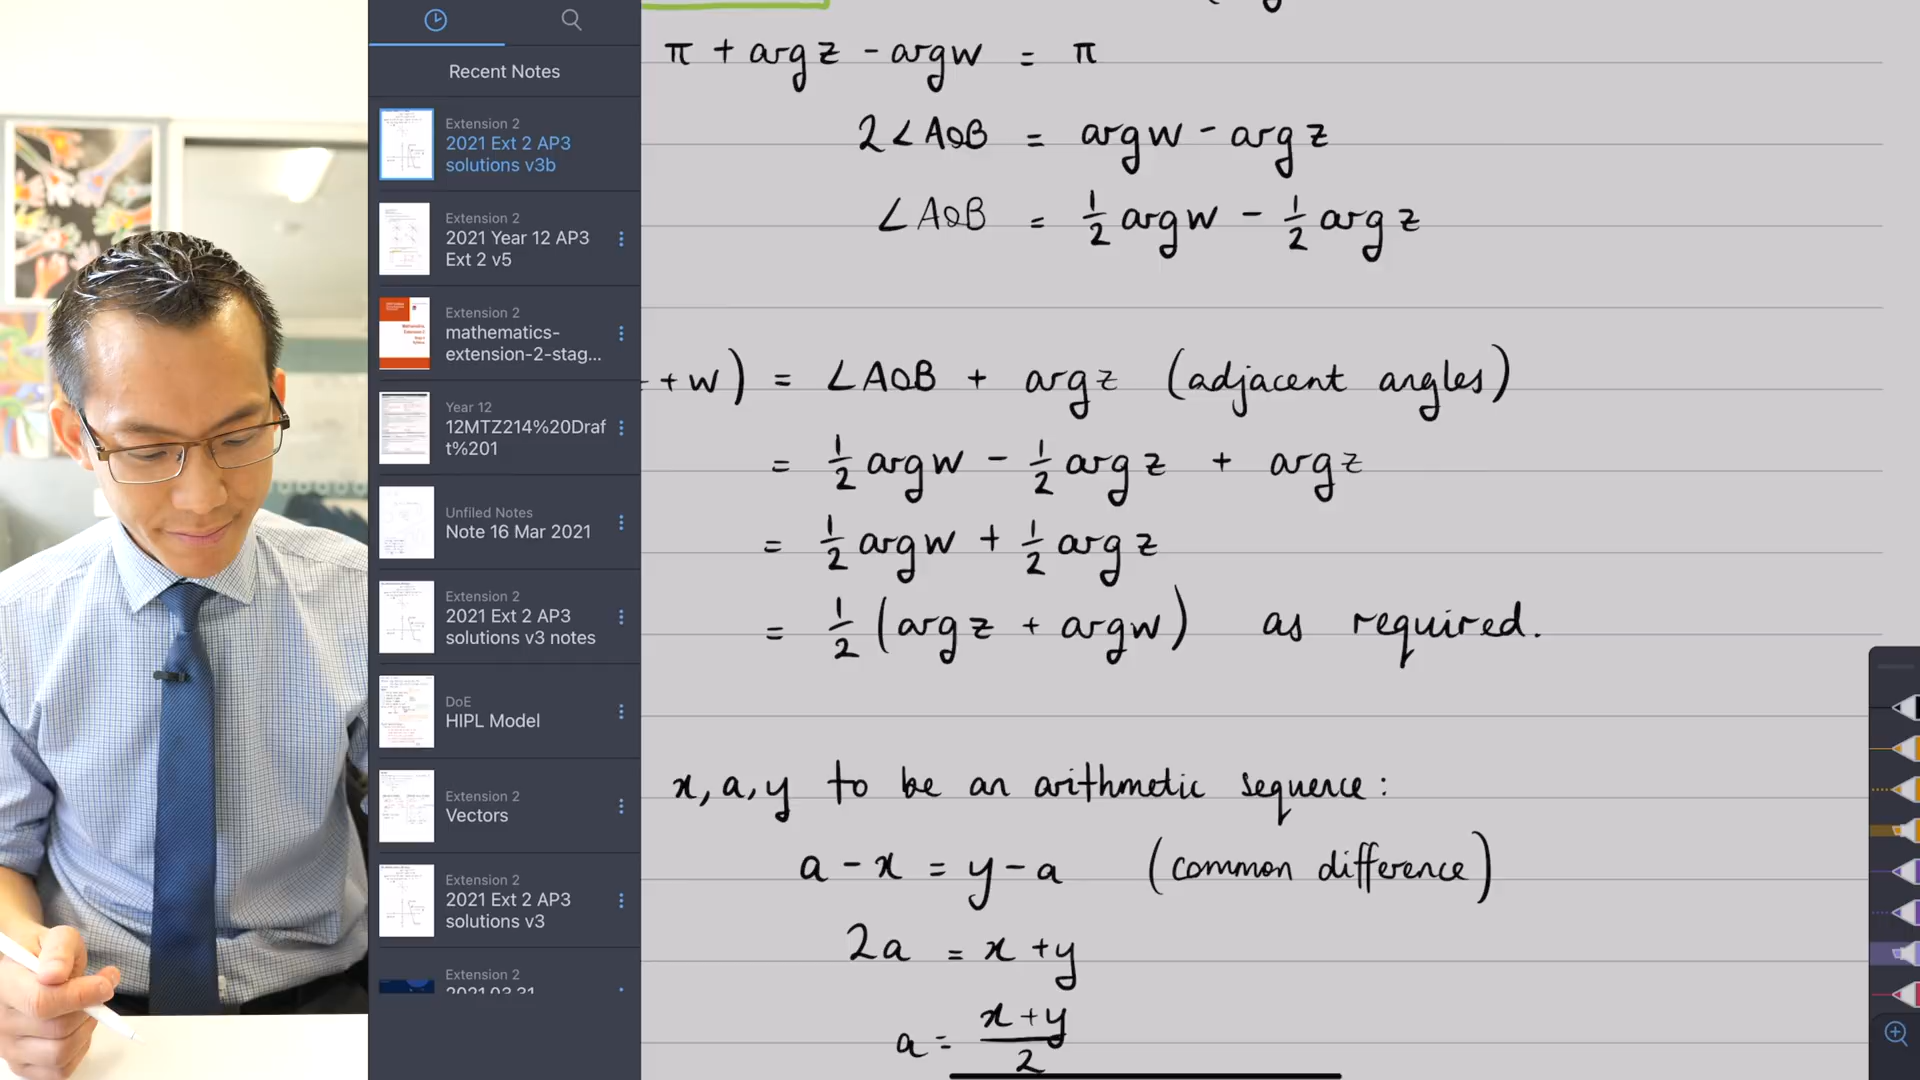 Recent Notes
Extension 2
2021 Ext 2 AP3
solutions v3b
Extension 2
2021 Year 12 AP3
Ext 2 v5
Extension 2
mathematics-
extension-2-stag...
Year 12
12MTZ214%20Draf
t%201
Unfiled Notes
Note 16 Mar 2021
Extension 2
2021 Ext 2 AP3
solutions v3 notes
DoE
HIPL Model
Extension 2
Vectors
Extension 2
2021 Ext 2 AP3
solutions v3
Extension 2
2021.03.31
π + arg z - arg w = π
2∠AOB = arg w - arg z
∠AOB = 1/2 arg w - 1/2 arg z
+ w) = ∠AOB + arg z (adjacent angles)
= 1/2 arg w - 1/2 arg z + arg z
= 1/2 arg w + 1/2 arg z
= 1/2 (arg z + arg w) as required.
x, a, y to be an arithmetic sequence :
a - x = y - a (common difference)
2a = x + y
a = x+y/2